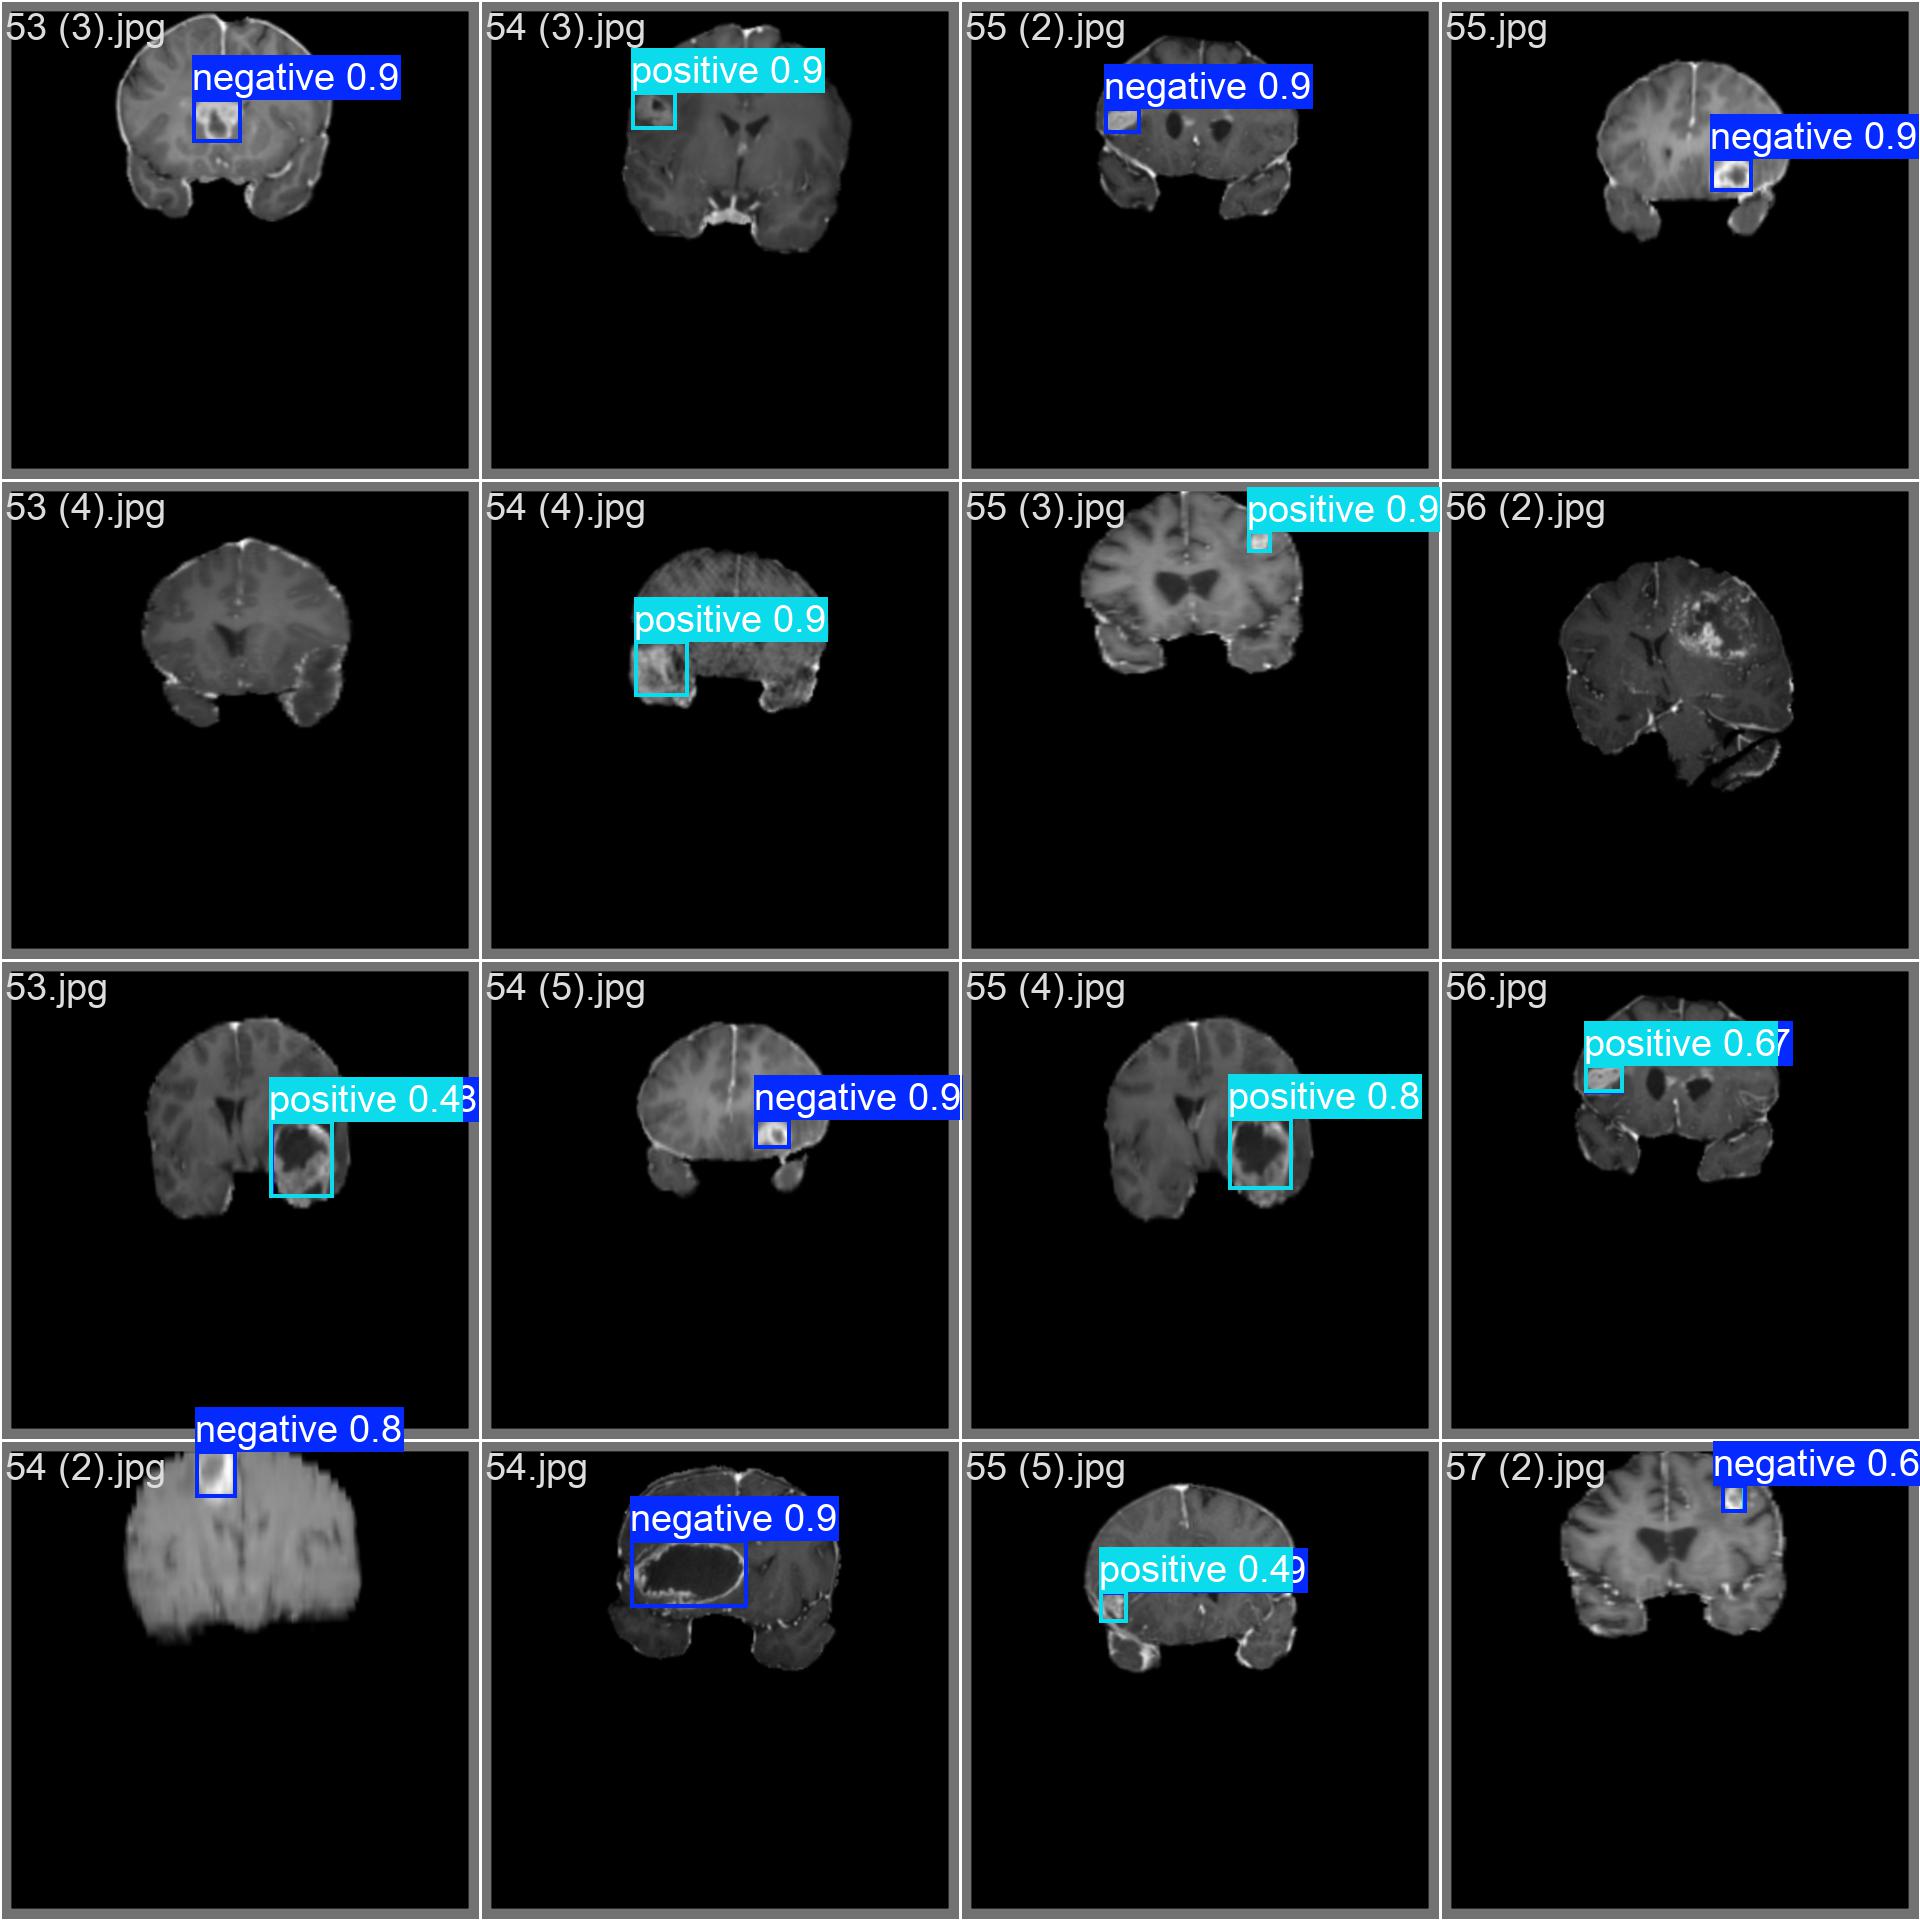 53 (3).jpg
negative 0.9
54 (3).jpg
positive 0.9
55 (2).jpg
negative 0.9
55.jpg
negative 0.9
53 (4).jpg
54 (4).jpg
positive 0.9
55 (3).jpg
positive 0.9
56 (2).jpg
53.jpg
positive 0.4
54 (5).jpg
negative 0.9
55 (4).jpg
positive 0.8
56.jpg
positive 0.6
54 (2).jpg
negative 0.8
54.jpg
negative 0.9
55 (5).jpg
positive 0.4
57 (2).jpg
negative 0.6